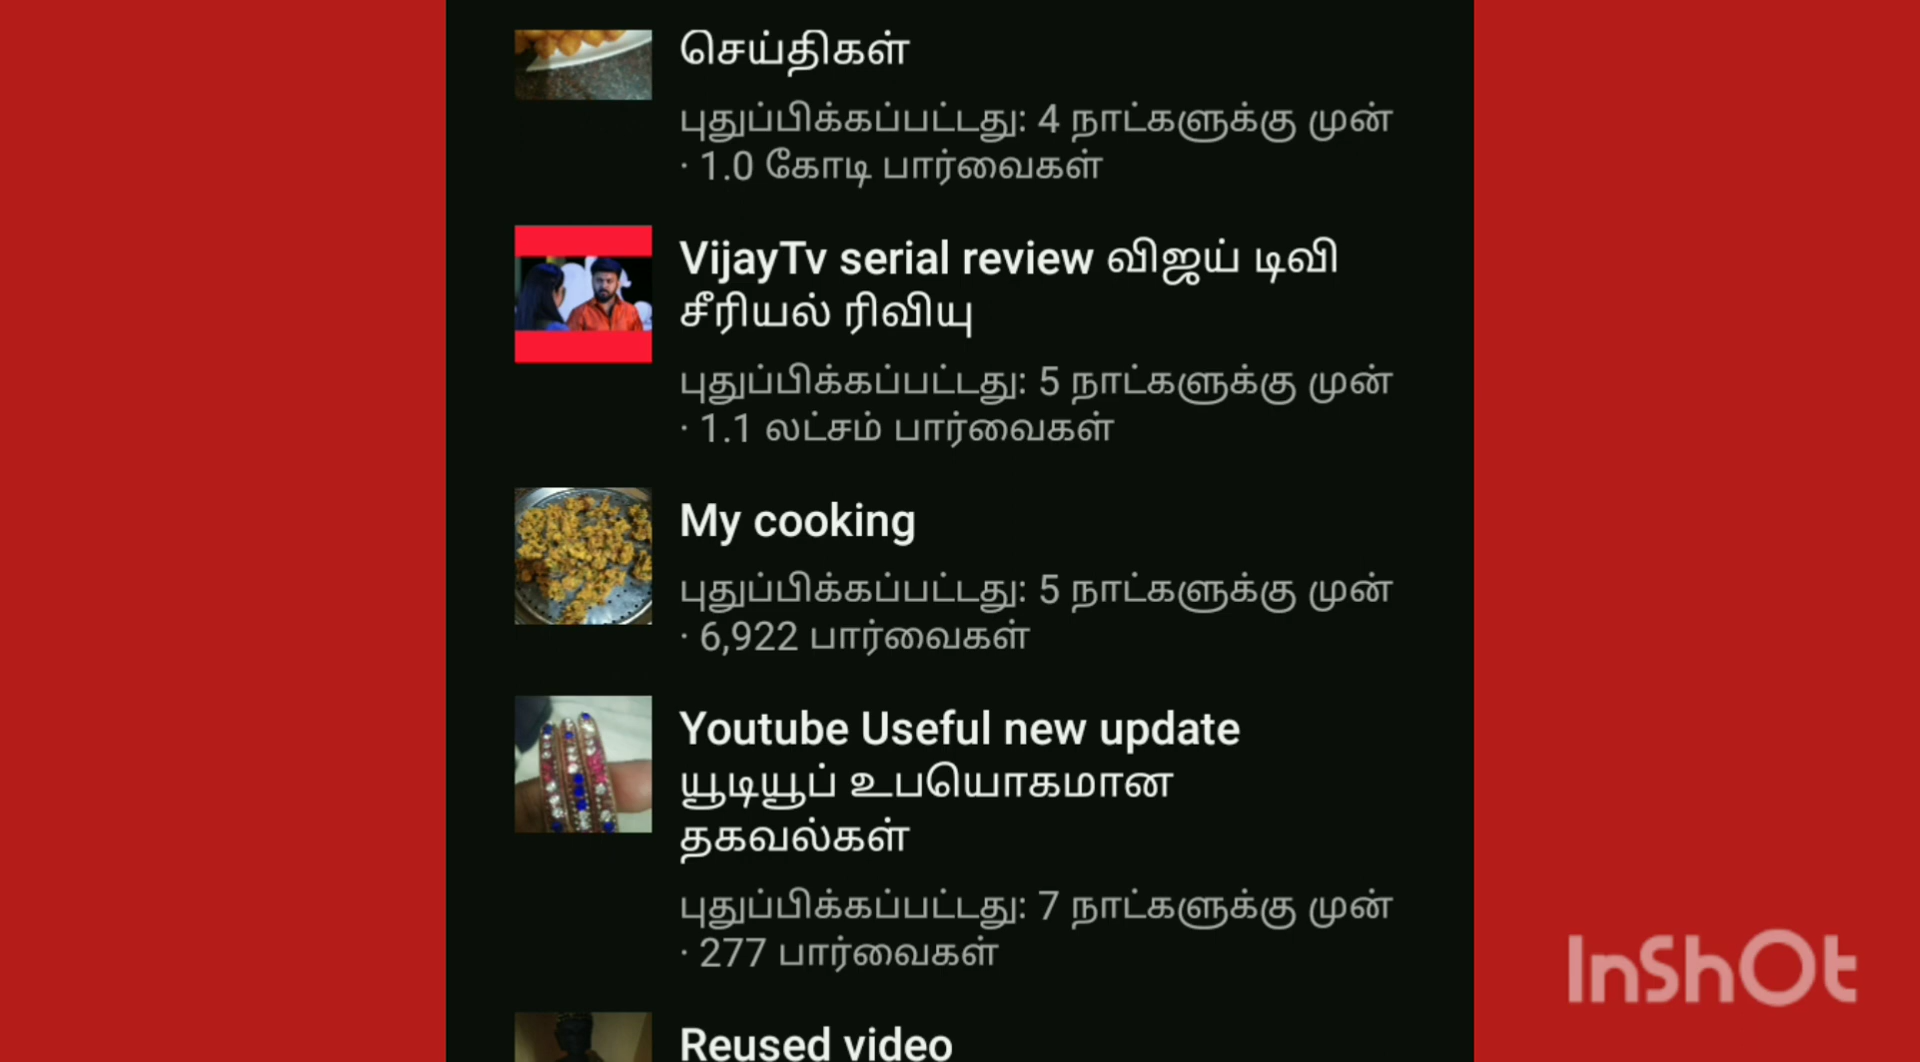 செய்திகள்
புதுப்பிக்கப்பட்டது: 4 நாட்களுக்கு முன்
· 1.0 கோடி பார்வைகள்
VijayTv serial review விஜய் டிவி
சீரியல் ரிவியு
புதுப்பிக்கப்பட்டது: 5 நாட்களுக்கு முன்
· 1.1 லட்சம் பார்வைகள்
My cooking
புதுப்பிக்கப்பட்டது: 5 நாட்களுக்கு முன்
· 6,922 பார்வைகள்
Youtube Useful new update
யூடியூப் உபயொகமான
தகவல்கள்
புதுப்பிக்கப்பட்டது: 7 நாட்களுக்கு முன்
· 277 பார்வைகள்
InShOt
Reused video